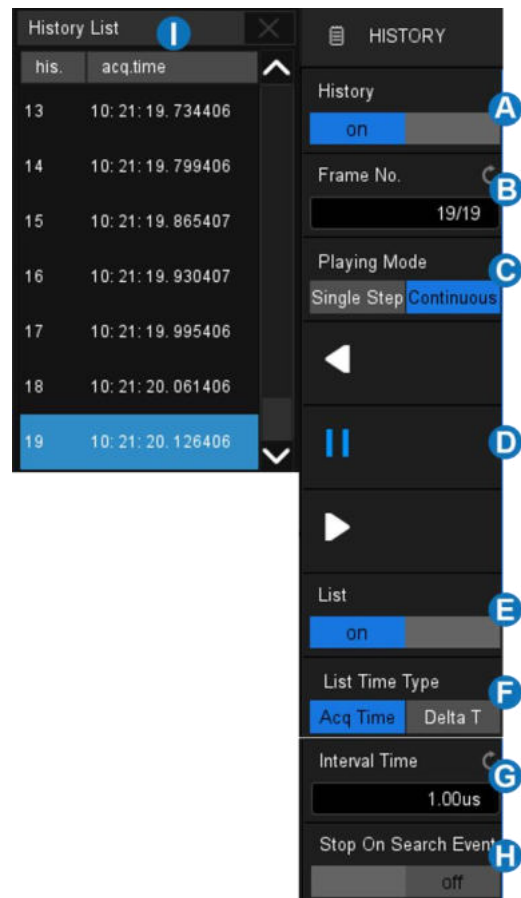 History List I
his. acq.time
13 10: 21: 19. 734406
14 10: 21: 19. 799406
15 10: 21: 19. 865407
16 10: 21: 19. 930407
17 10: 21: 19. 995406
18 10: 21: 20. 061406
19 10: 21: 20. 126406
HISTORY
History A
on
Frame No. B
19/19
Playing Mode C
Single Step Continuous
D
List E
on
List Time Type F
Acq Time Delta T
Interval Time G
1.00us
Stop On Search Event H
off